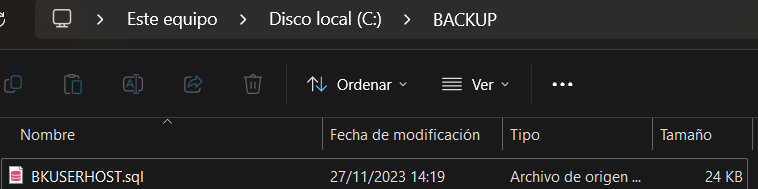 Este equipo > Disco local (C:) > BACKUP
Ordenar Ver
Nombre Fecha de modificación Tipo Tamaño
BKUSERHOST.sql 27/11/2023 14:19 Archivo de origen ... 24 KB